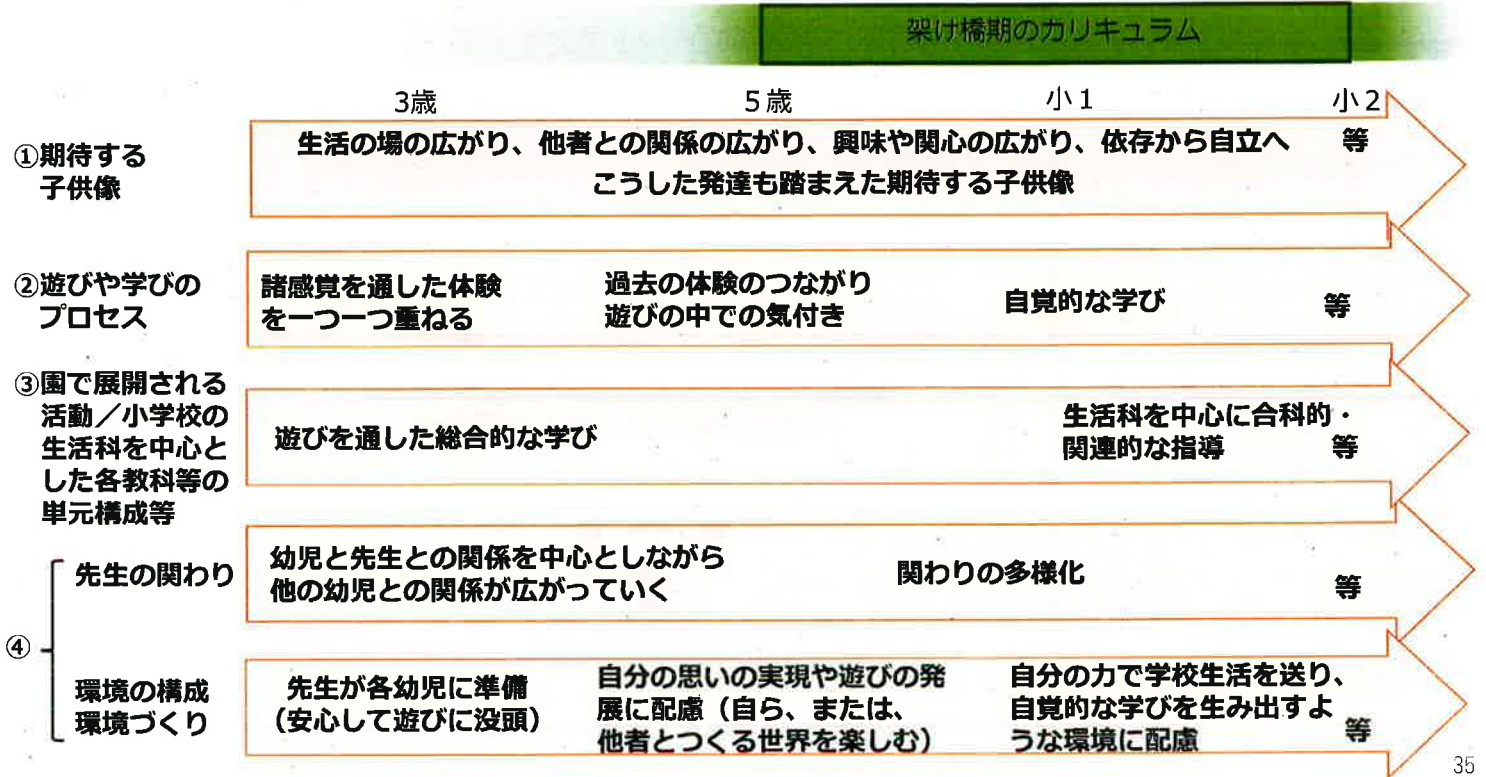 架け橋期のカリキュラム
3歳
5歳
小1
小2
①期待する
子供像
生活の場の広がり、他者との関係の広がり、興味や関心の広がり、依存から自立へ 等
こうした発達も踏まえた期待する子供像
②遊びや学びの
プロセス
諸感覚を通した体験
を一つ一つ重ねる
過去の体験のつながり
遊びの中での気付き
自覚的な学び
等
③園で展開される
活動／小学校の
生活科を中心と
した各教科等の
単元構成等
遊びを通した総合的な学び
生活科を中心に合科的・
関連的な指導 等
④
先生の関わり
幼児と先生との関係を中心としながら
他の幼児との関係が広がっていく
関わりの多様化
等
環境の構成
環境づくり
先生が各幼児に準備
（安心して遊びに没頭）
自分の思いの実現や遊びの発
展に配慮（自ら、または、
他者とつくる世界を楽しむ）
自分の力で学校生活を送り、
自覚的な学びを生み出すよ
うな環境に配慮
等
35